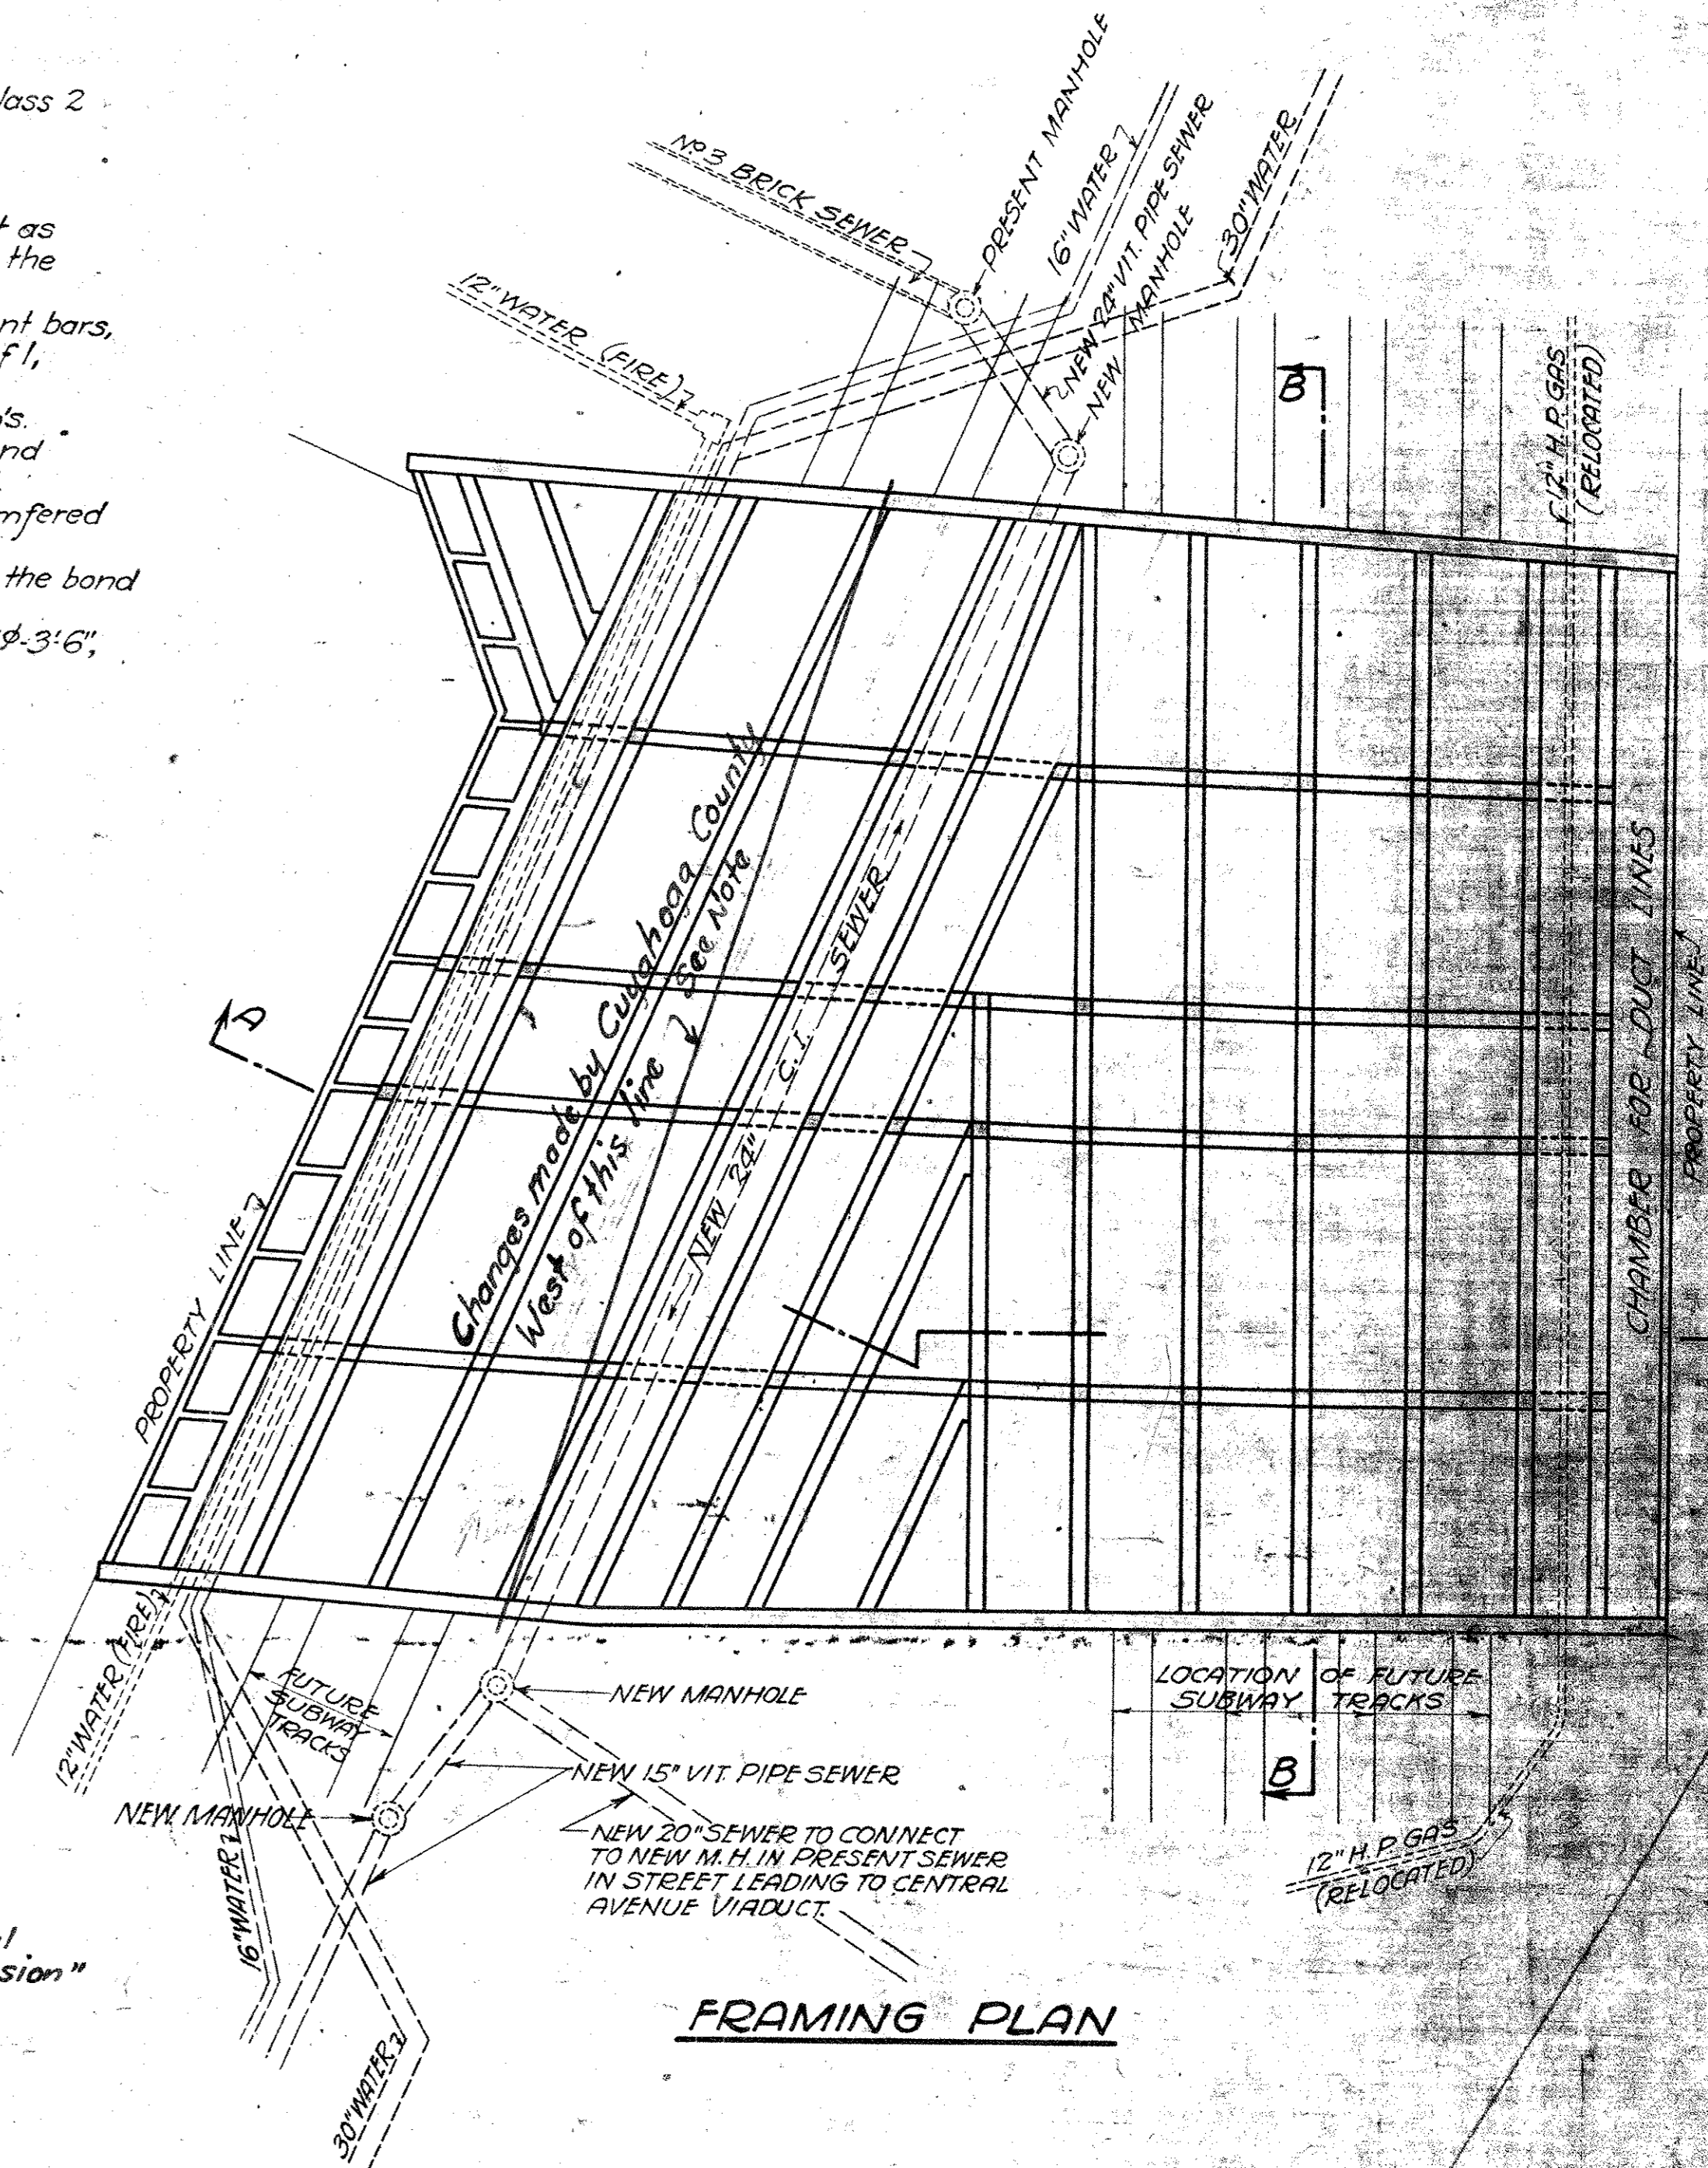 lass 2
t as
the
nt bars,
f 1,
o's.
nd
mfered
the bond
Ø-3'-6",
PRESENT MANHOLE
16" WATER
NEW 24" VIT. PIPE SEWER
NEW MANHOLE
30" WATER
Nº 3 BRICK SEWER
12" WATER (FIRE)
B
12" H.P. GAS
(RELOCATED)
Changes made by Cuyahoga County
West of this line See Note
NEW 24" C.I. SEWER
CHAMBER FOR DUCT LINES
PROPERTY LINE
A
PROPERTY LINE
12" WATER (FIRE)
FUTURE
SUBWAY
TRACKS
NEW MANHOLE
LOCATION OF FUTURE
SUBWAY TRACKS
B
NEW 15" VIT. PIPE SEWER
NEW MANHOLE
NEW 20" SEWER TO CONNECT
TO NEW M.H. IN PRESENT SEWER
IN STREET LEADING TO CENTRAL
AVENUE VIADUCT.
12" H.P. GAS
(RELOCATED)
16" WATER
sion"
30" WATER
FRAMING PLAN